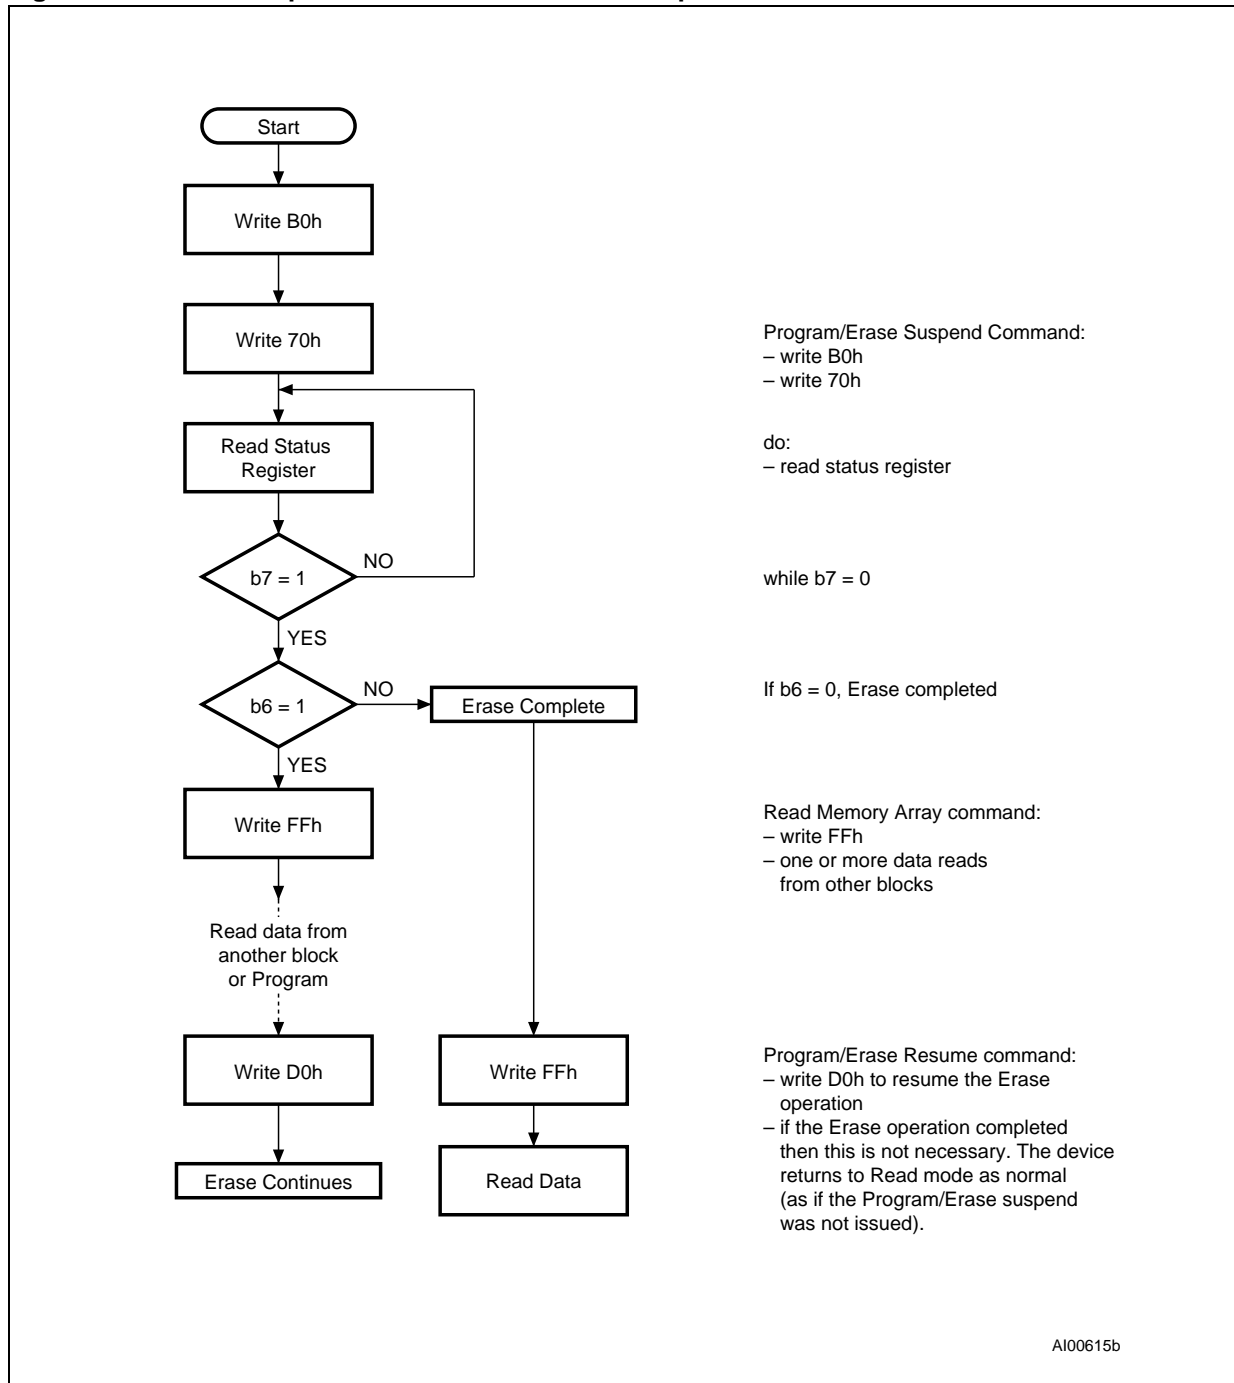 Start
Write B0h
Write 70h
Read Status
Register
b7 = 1
NO
YES
b6 = 1
NO
Erase Complete
YES
Write FFh
Read data from
another block
or Program
Write D0h
Write FFh
Erase Continues
Read Data
Program/Erase Suspend Command:
– write B0h
– write 70h
do:
– read status register
while b7 = 0
If b6 = 0, Erase completed
Read Memory Array command:
– write FFh
– one or more data reads
from other blocks
Program/Erase Resume command:
– write D0h to resume the Erase
operation
– if the Erase operation completed
then this is not necessary. The device
returns to Read mode as normal
(as if the Program/Erase suspend
was not issued).
AI00615b